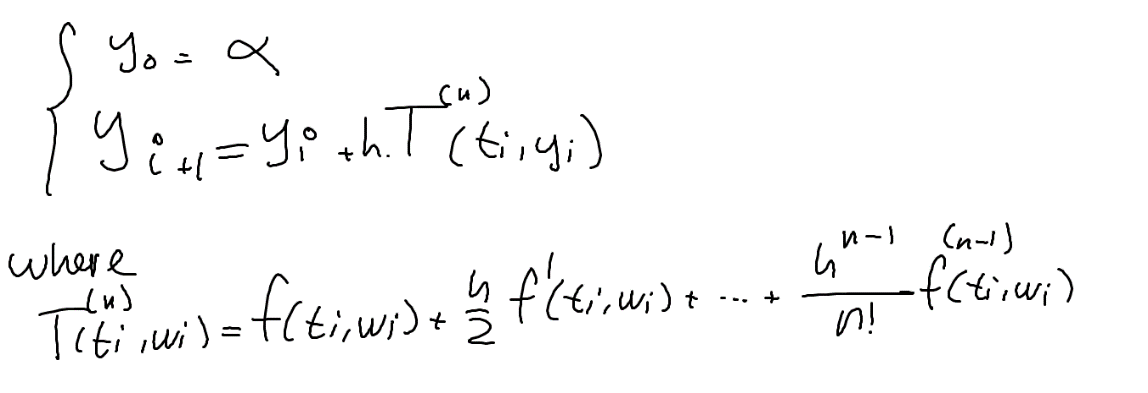 { y₀ = α
y_{i+1} = y_i + h.T^{(n)}(t_i, y_i)
where
T^{(n)}(t_i, w_i) = f(t_i, w_i) + h/2 f'(t_i, w_i) + ... + h^{n-1}/n! f^{(n-1)}(t_i, w_i)